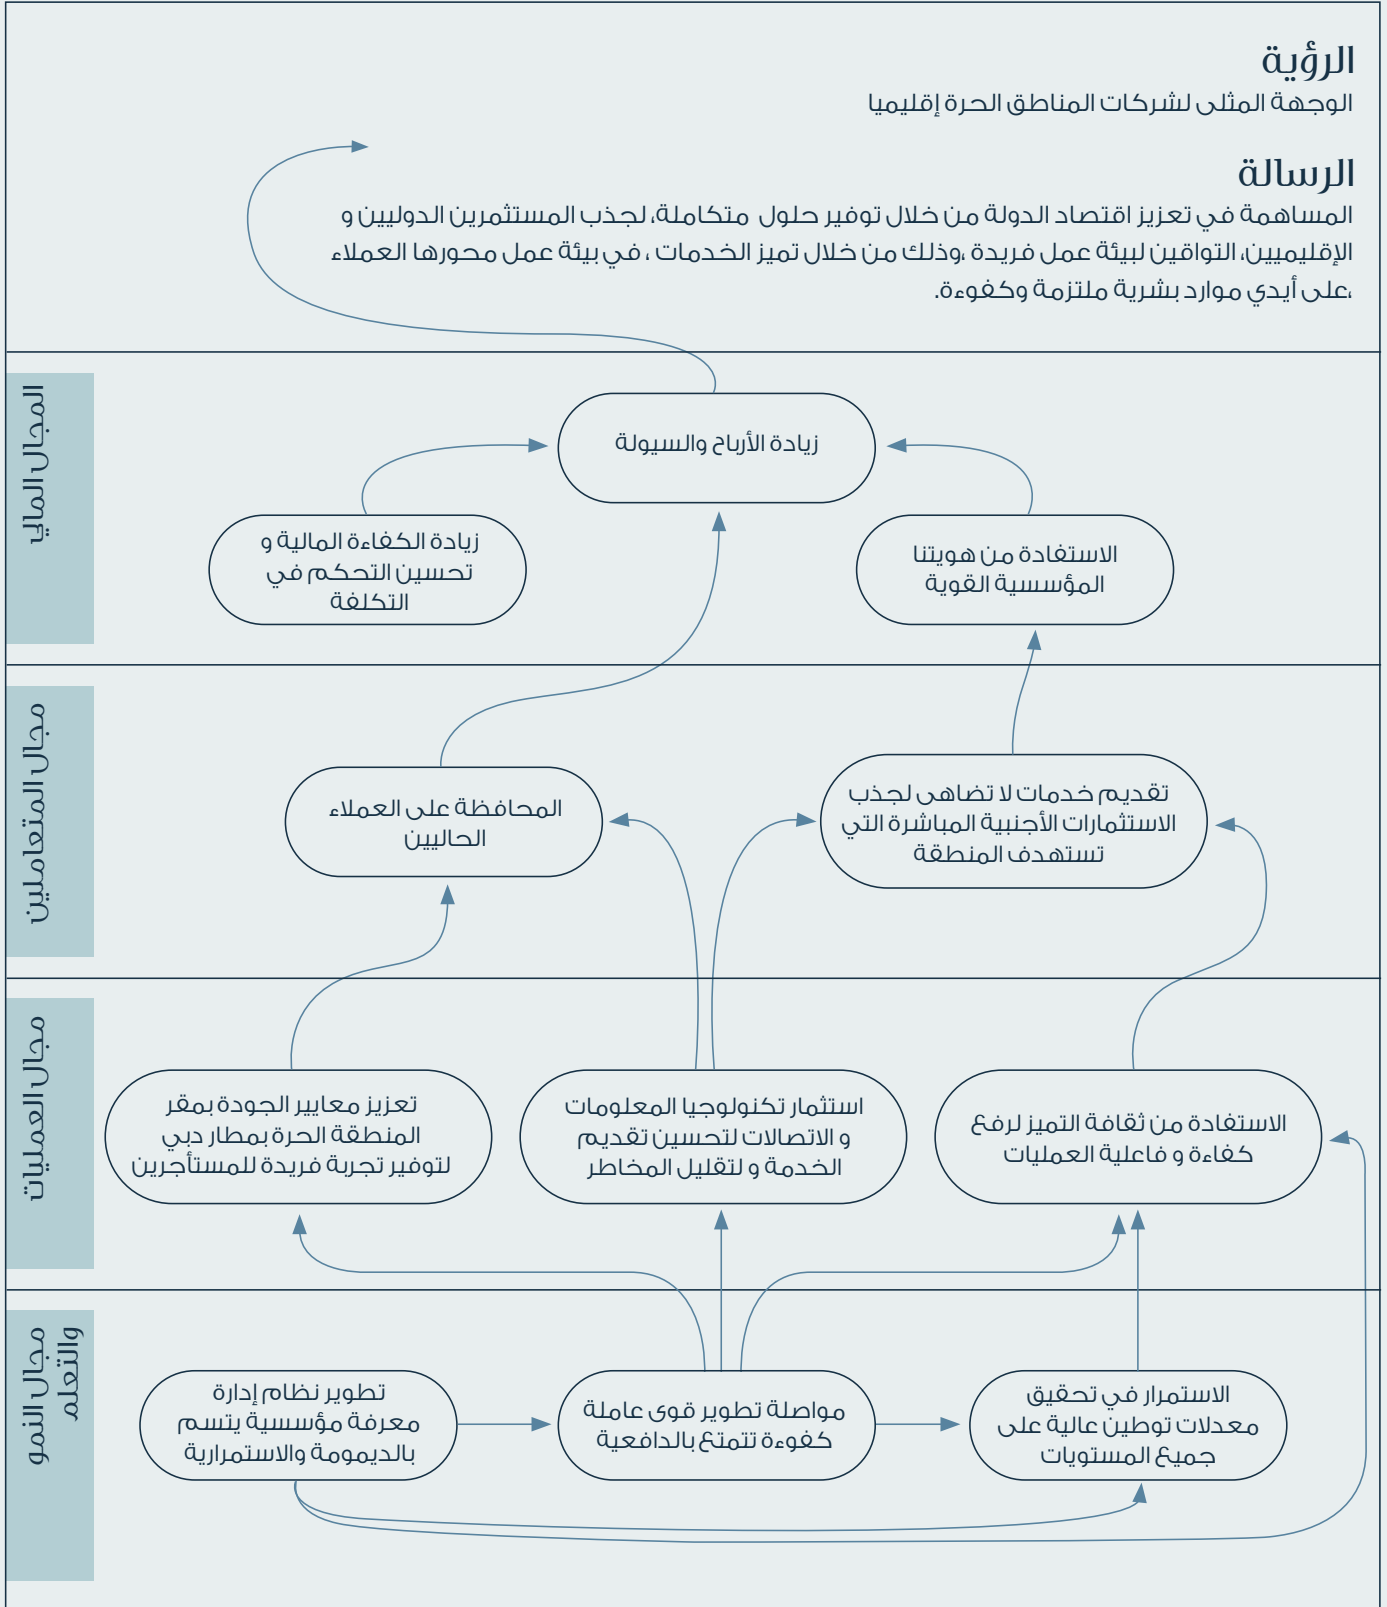 الرؤية
الوجهة المثلى لشركات المناطق الحرة إقليميا
الرسالة
المساهمة في تعزيز اقتصاد الدولة من خلال توفير حلول متكاملة، لجذب المستثمرين الدوليين و
الإقليميين، التواقين لبيئة عمل فريدة ،وذلك من خلال تميز الخدمات ، في بيئة عمل محورها العملاء
،على أيدي موارد بشرية ملتزمة وكفوءة.
المجال المالي
زيادة الأرباح والسيولة
الاستفادة من هويتنا
المؤسسية القوية
زيادة الكفاءة المالية و
تحسين التحكم في
التكلفة
مجال المتعاملين
تقديم خدمات لا تضاهى لجذب
الاستثمارات الأجنبية المباشرة التي
تستهدف المنطقة
المحافظة على العملاء
الحاليين
مجال العمليات
الاستفادة من ثقافة التميز لرفع
كفاءة و فاعلية العمليات
استثمار تكنولوجيا المعلومات
و الاتصالات لتحسين تقديم
الخدمة و لتقليل المخاطر
تعزيز معايير الجودة بمقر
المنطقة الحرة بمطار دبي
لتوفير تجربة فريدة للمستأجرين
مجال النمو
والتعلم
الاستمرار في تحقيق
معدلات توطين عالية على
جميع المستويات
مواصلة تطوير قوى عاملة
كفوءة تتمتع بالدافعية
تطوير نظام إدارة
معرفة مؤسسية يتسم
بالديمومة والاستمرارية